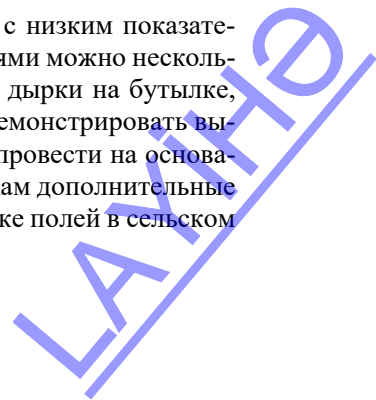 с низким показате-
ями можно несколь-
дырки на бутылке,
емонстрировать вы-
провести на основа-
ам дополнительные
ке полей в сельском
LAYİHƏ